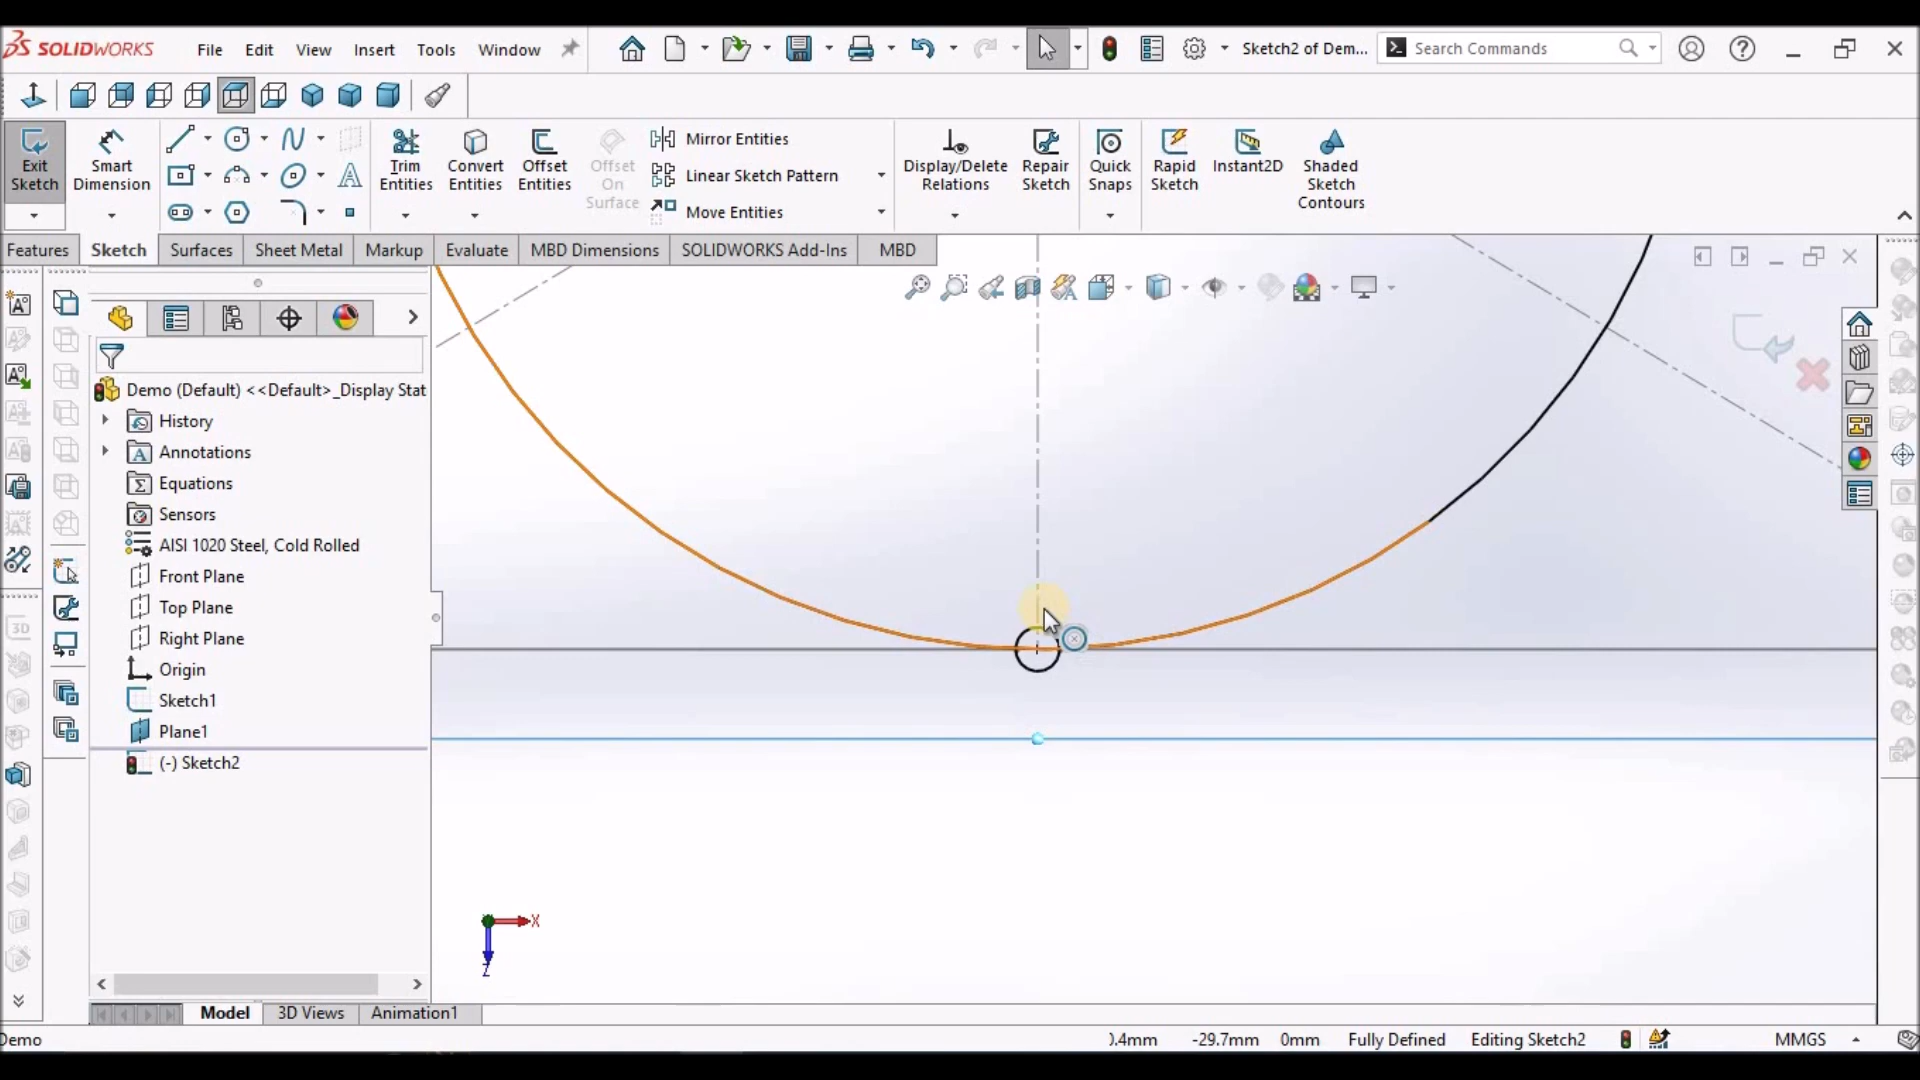 SOLIDWORKS File Edit View Insert Tools Window Sketch2 of Dem... Search Commands
Exit Sketch
Smart Dimension
Trim Entities
Convert Entities
Offset Entities
Offset On Surface
Mirror Entities
Linear Sketch Pattern
Move Entities
Display/Delete Relations
Repair Sketch
Quick Snaps
Rapid Sketch
Instant2D
Shaded Sketch Contours
Features Sketch Surfaces Sheet Metal Markup Evaluate MBD Dimensions SOLIDWORKS Add-Ins MBD
Demo (Default) <<Default>_Display Stat
History
Annotations
Equations
Sensors
AISI 1020 Steel, Cold Rolled
Front Plane
Top Plane
Right Plane
Origin
Sketch1
Plane1
(-) Sketch2
3D
X
Z
Model 3D Views Animation1
Demo 0.4mm -29.7mm 0mm Fully Defined Editing Sketch2 MMGS